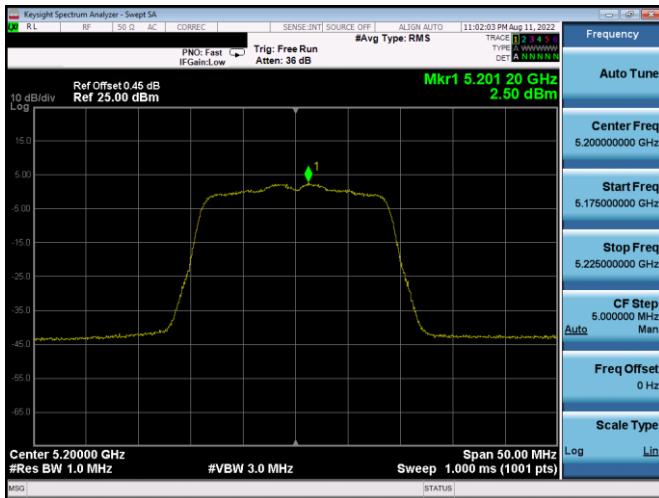 Keysight Spectrum Analyzer - Swept SA
RL RF 50 Ω AC CORREC SENSE:INT SOURCE OFF ALIGN AUTO 11:02:03 PM Aug 11, 2022
Frequency
PNO: Fast
IFGain:Low
Trig: Free Run
Atten: 36 dB
#Avg Type: RMS
TRACE 1 2 3 4 5 6
TYPE A WWWWW
DET A N N N N N
Auto Tune
Mkr1 5.201 20 GHz
2.50 dBm
Ref Offset 0.45 dB
Ref 25.00 dBm
10 dB/div
Log
15.0
5.00
-5.00
-15.0
-25.0
-35.0
-45.0
-55.0
-65.0
1
Center Freq
5.200000000 GHz
Start Freq
5.175000000 GHz
Stop Freq
5.225000000 GHz
CF Step
5.000000 MHz
Auto Man
Freq Offset
0 Hz
Scale Type
Log Lin
Center 5.20000 GHz
Span 50.00 MHz
#Res BW 1.0 MHz
#VBW 3.0 MHz
Sweep 1.000 ms (1001 pts)
MSG
STATUS